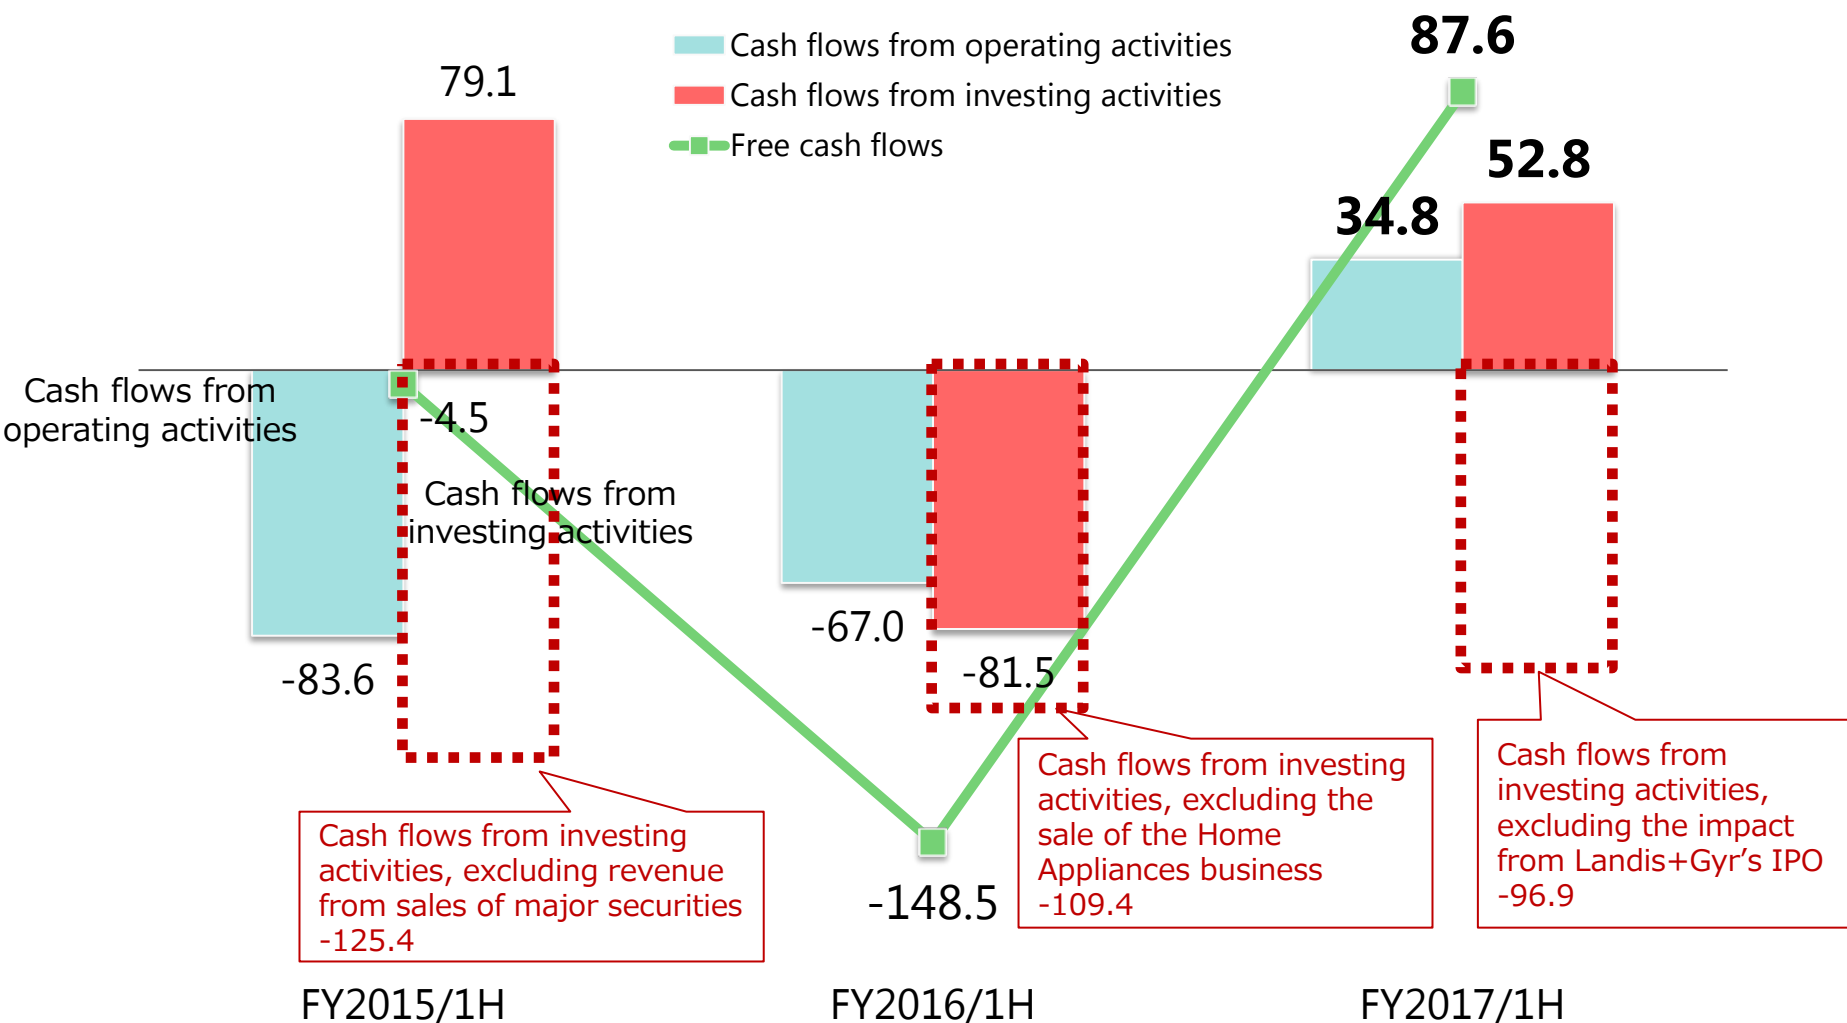 Cash flows from operating activities
Cash flows from investing activities
Free cash flows
79.1
87.6
52.8
34.8
Cash flows from
operating activities
-4.5
Cash flows from
investing activities
-83.6
-67.0
-81.5
-148.5
Cash flows from investing
activities, excluding revenue
from sales of major securities
-125.4
Cash flows from investing
activities, excluding the
sale of the Home
Appliances business
-109.4
Cash flows from
investing activities,
excluding the impact
from Landis+Gyr’s IPO
-96.9
FY2015/1H
FY2016/1H
FY2017/1H